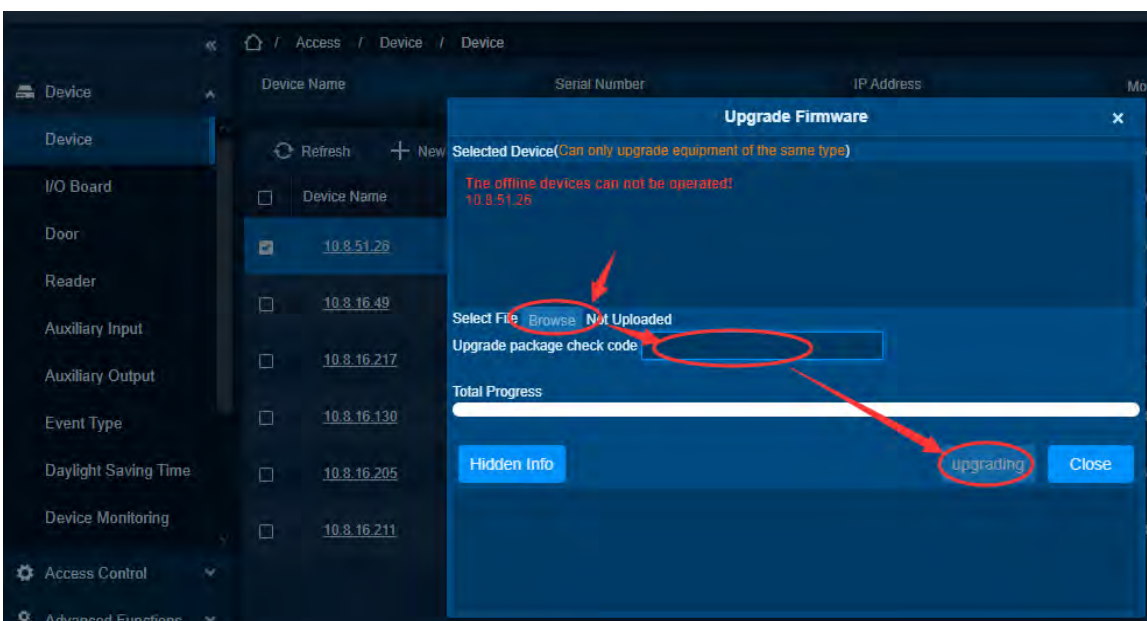 « / Access / Device / Device
Device Name Serial Number IP Address Mo
Device
Device
I/O Board
Door
Reader
Auxiliary Input
Auxiliary Output
Event Type
Daylight Saving Time
Device Monitoring
Access Control
Advanced Functions
Refresh New
Device Name
10.8.51.26
10.8.16.49
10.8.16.217
10.8.16.130
10.8.16.205
10.8.16.211
Upgrade Firmware ×
Selected Device(Can only upgrade equipment of the same type)
The offline devices can not be operated!
10.8.51.26
Select File Browse Not Uploaded
Upgrade package check code
Total Progress
Hidden Info upgrading Close